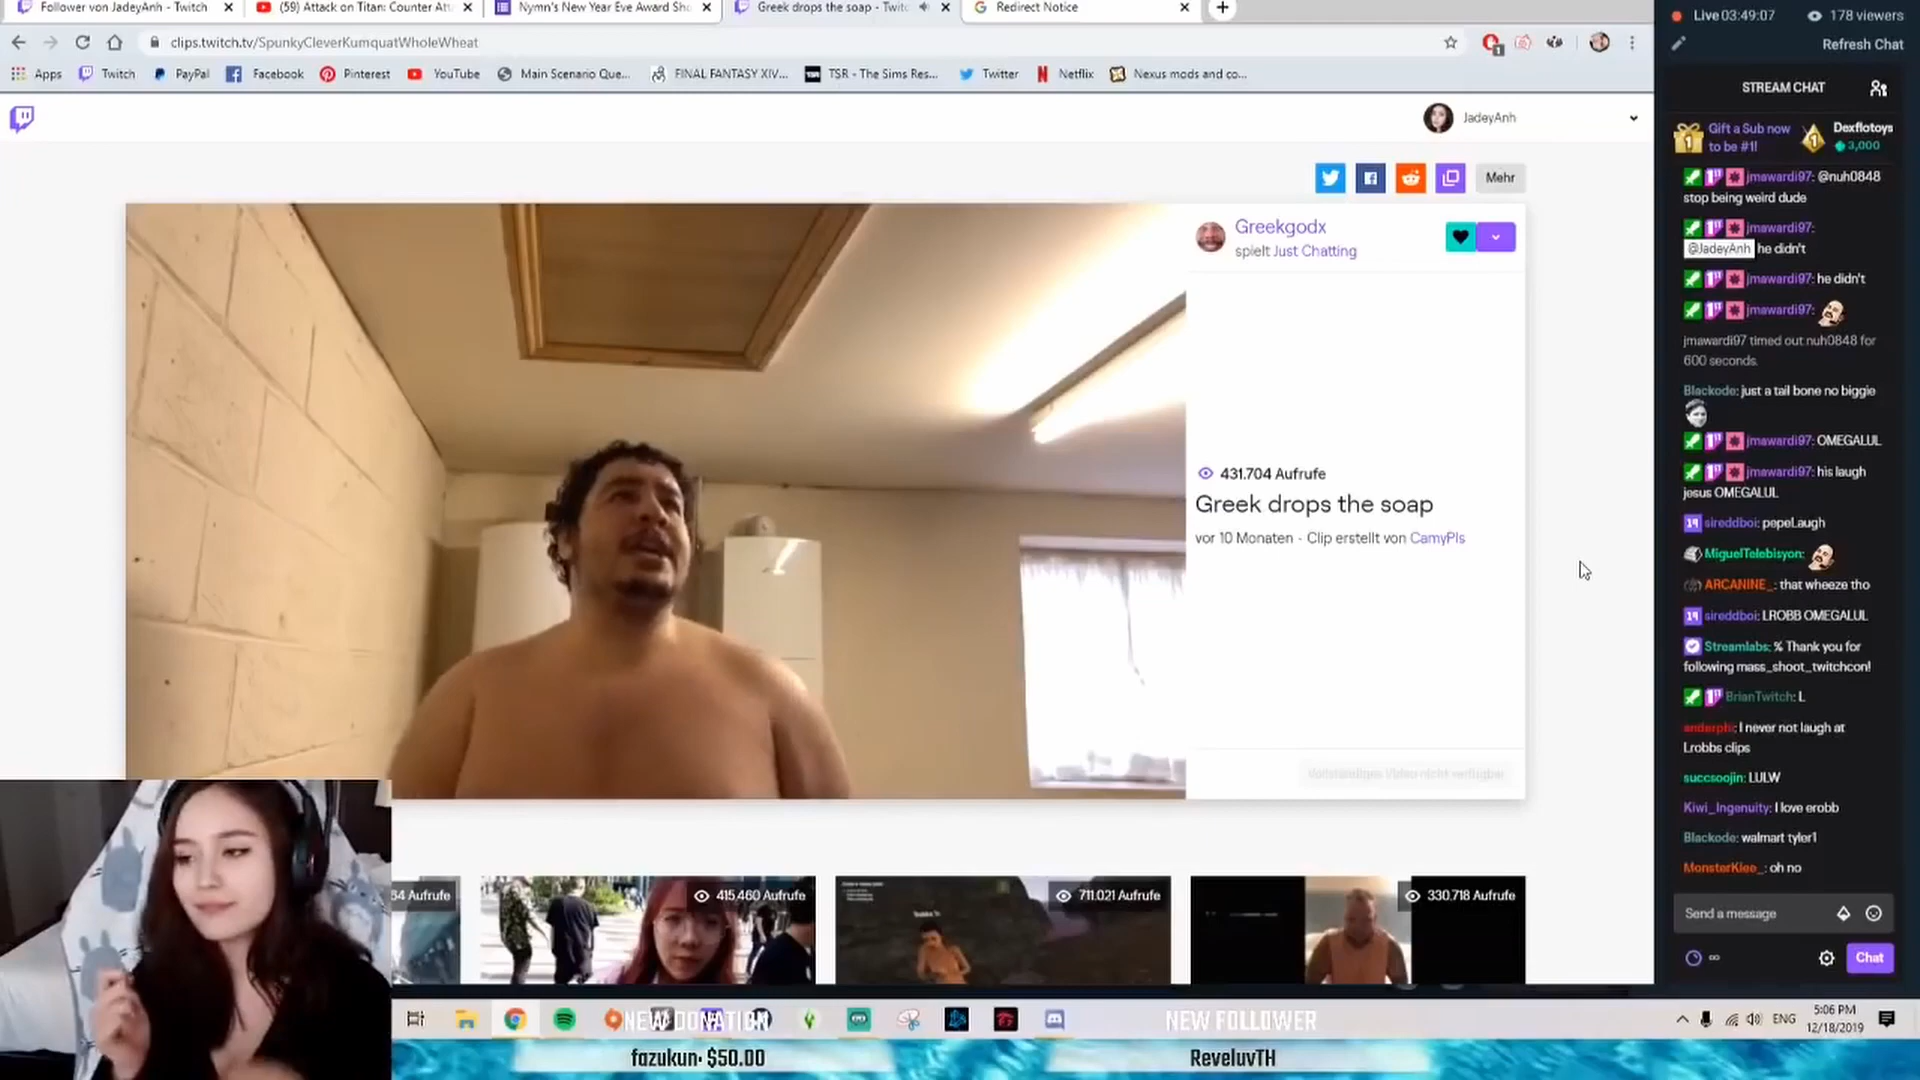 Follower von JadeyAnh - Twitch
(59) Attack on Titan: Counter Att
Nymn's New Year Eve Award Sho
Greek drops the soap - Twitc
Redirect Notice
clips.twitch.tv/SpunkyCleverKumquatWholeWheat
Apps
Twitch
PayPal
Facebook
Pinterest
YouTube
Main Scenario Que...
FINAL FANTASY XIV...
TSR - The Sims Res...
Twitter
Netflix
Nexus mods and co...
JadeyAnh
Mehr
Greekgodx
spielt Just Chatting
431.704 Aufrufe
Greek drops the soap
vor 10 Monaten · Clip erstellt von CamyPls
Vollständiges Video nicht verfügbar
64 Aufrufe
415.460 Aufrufe
711.021 Aufrufe
330.718 Aufrufe
Live 03:49:07
178 viewers
Refresh Chat
STREAM CHAT
Gift a Sub now
to be #1!
Dexflotoys
3,000
jmawardi97: @nuh0848
stop being weird dude
jmawardi97:
@JadeyAnh he didn't
jmawardi97: he didn't
jmawardi97:
jmawardi97 timed out nuh0848 for
600 seconds.
Blackode: just a tail bone no biggie
jmawardi97: OMEGALUL
jmawardi97: his laugh
jesus OMEGALUL
sireddboi: pepeLaugh
MiguelTelebisyon:
ARCANINE_: that wheeze tho
sireddboi: LROBB OMEGALUL
Streamlabs: % Thank you for
following mass_shoot_twitchcon!
BrianTwitch: L
anderphi: I never not laugh at
Lrobbs clips
succsoojin: LULW
Kiwi_Ingenuity: I love erobb
Blackode: walmart tyler1
MonsterKlee_: oh no
Send a message
Chat
NEW DONATION
NEW FOLLOWER
ENG
5:06 PM
12/18/2019
fazukun: $50.00
ReveluvTH